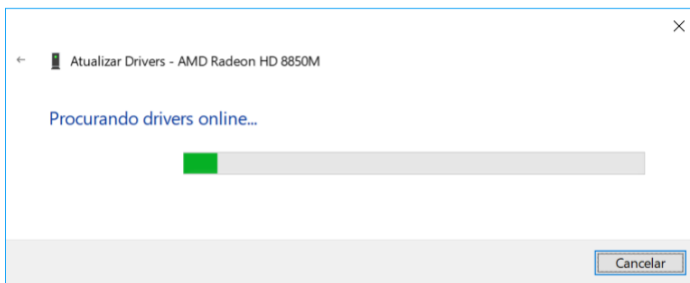 Atualizar Drivers - AMD Radeon HD 8850M
Procurando drivers online...
Cancelar